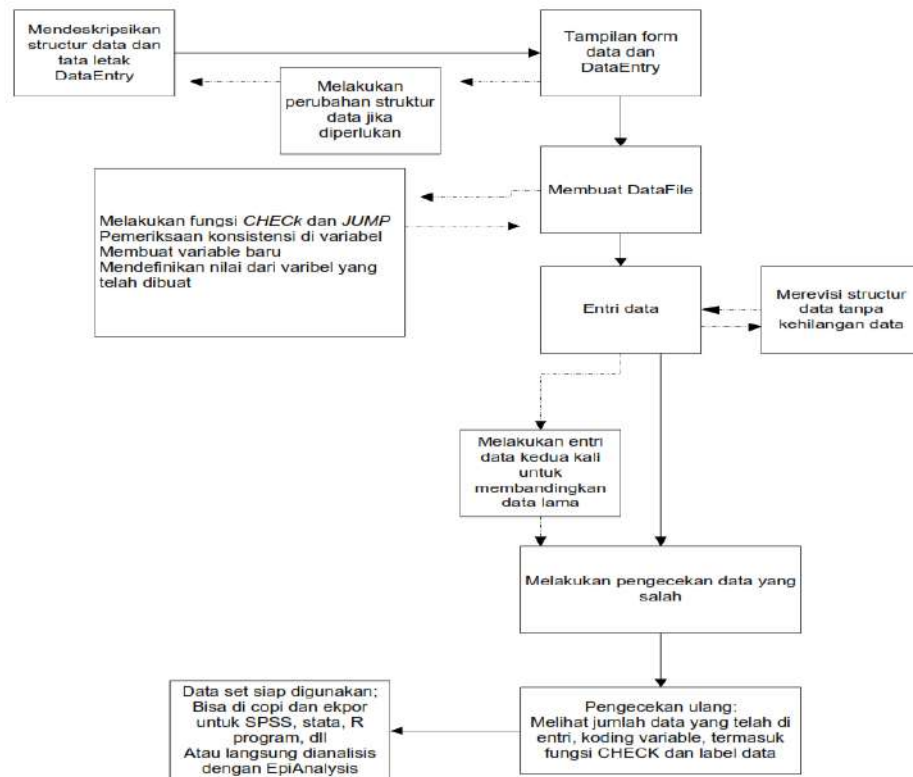 Mendeskripsikan
structur data dan
tata letak
DataEntry
Tampilan form
data dan
DataEntry
Melakukan
perubahan struktur
data jika
diperlukan
Membuat DataFile
Melakukan fungsi CHECk dan JUMP
Pemeriksaan konsistensi di variabel
Membuat variable baru
Mendefinikan nilai dari varibel yang
telah dibuat
Entri data
Merevisi structur
data tanpa
kehilangan data
Melakukan entri
data kedua kali
untuk
membandingkan
data lama
Melakukan pengecekan data yang
salah
Data set siap digunakan;
Bisa di copi dan ekpor
untuk SPSS, stata, R
program, dll
Atau langsung dianalisis
dengan EpiAnalysis
Pengecekan ulang:
Melihat jumlah data yang telah di
entri, koding variable, termasuk
fungsi CHECK dan label data